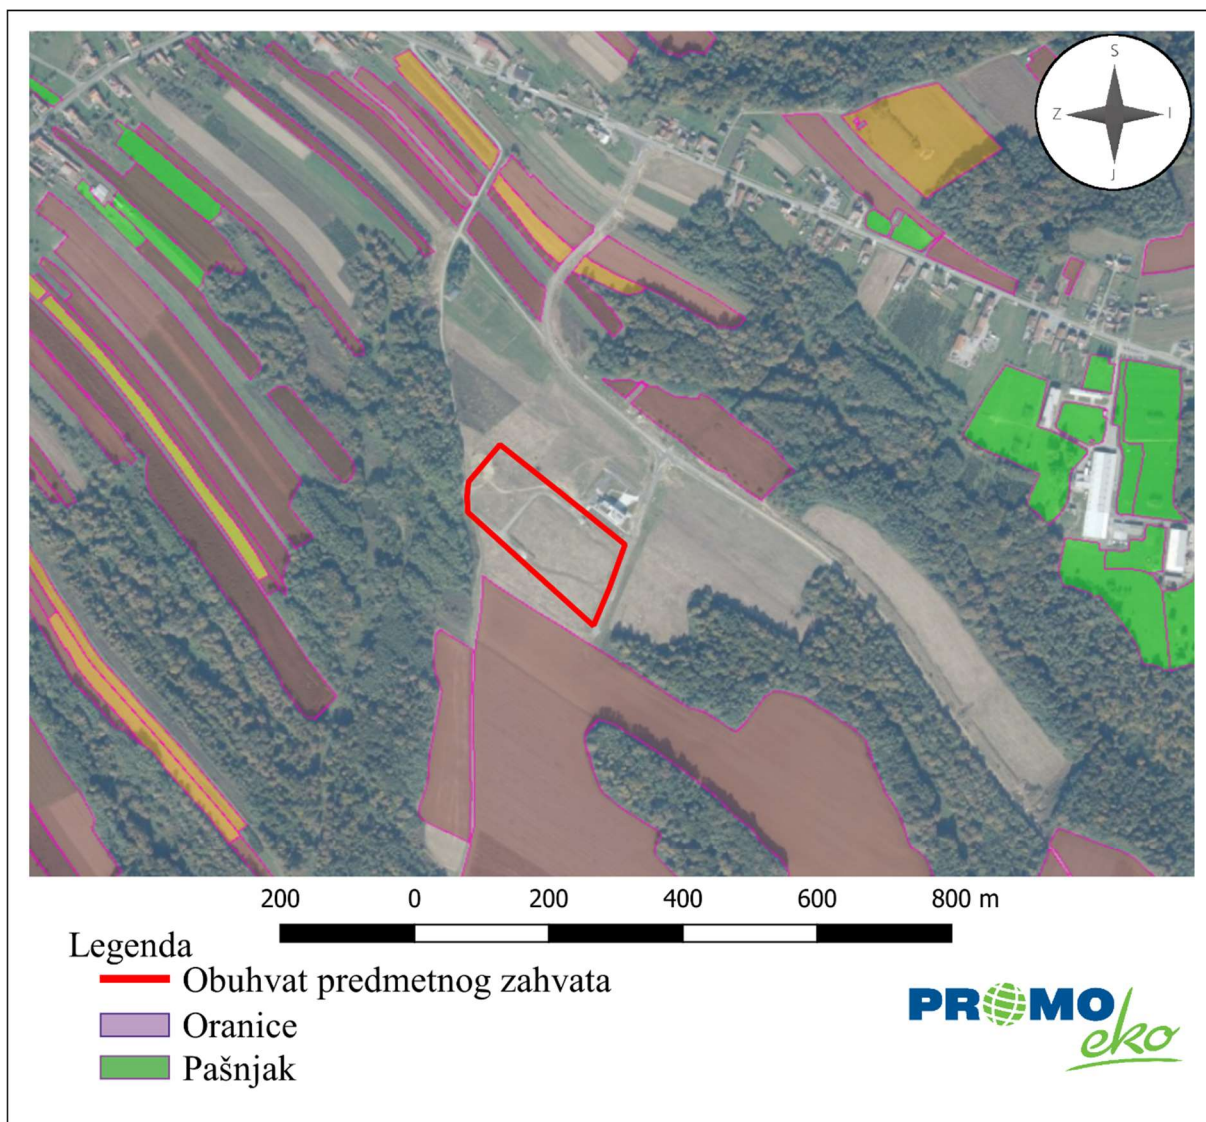 S
Z I
J
200 0 200 400 600 800 m
Legenda
Obuhvat predmetnog zahvata
Oranice
Pašnjak
PROMO
eko